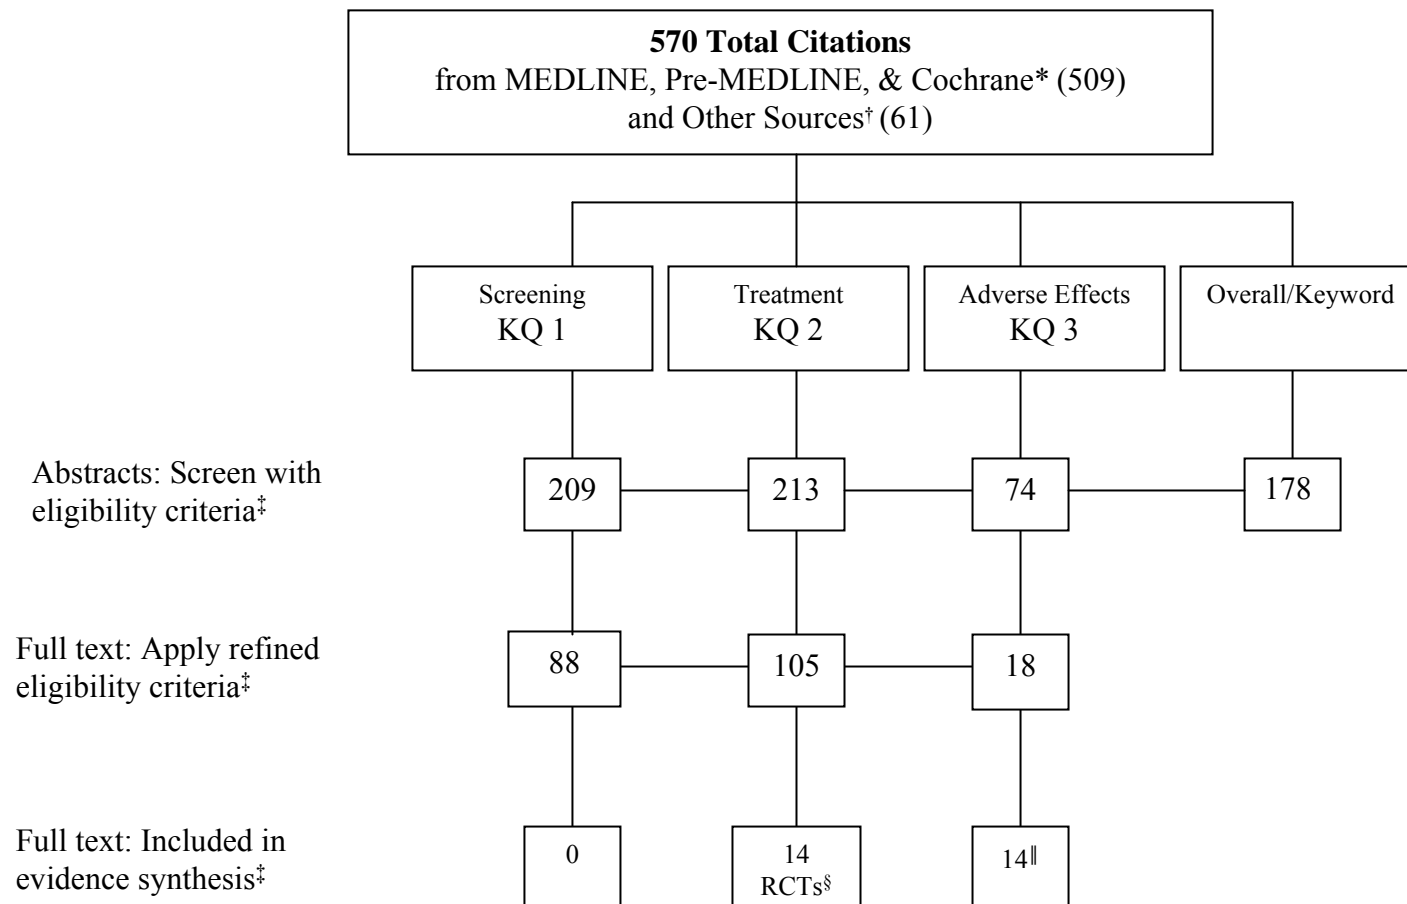 570 Total Citations
from MEDLINE, Pre-MEDLINE, & Cochrane* (509)
and Other Sources† (61)
Screening
KQ 1
Treatment
KQ 2
Adverse Effects
KQ 3
Overall/Keyword
Abstracts: Screen with
eligibility criteria‡
209
213
74
178
Full text: Apply refined
eligibility criteria‡
88
105
18
Full text: Included in
evidence synthesis‡
0
14
RCTs§
14‖